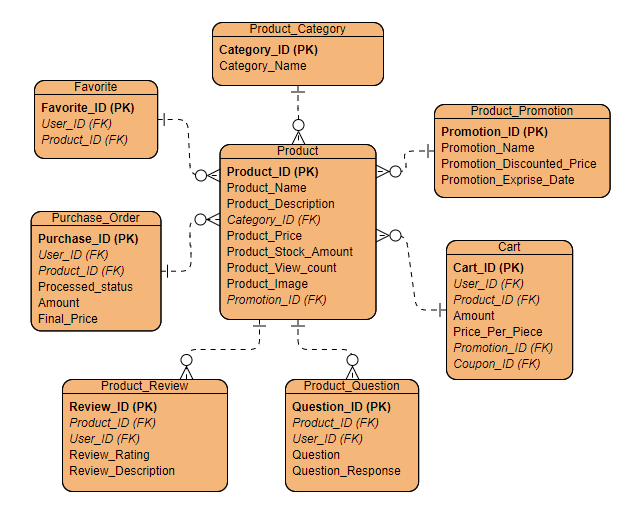 Product_Category
Category_ID (PK)
Category_Name
Favorite
Favorite_ID (PK)
User_ID (FK)
Product_ID (FK)
Product_Promotion
Promotion_ID (PK)
Promotion_Name
Promotion_Discounted_Price
Promotion_Exprise_Date
Product
Product_ID (PK)
Product_Name
Product_Description
Category_ID (FK)
Product_Price
Product_Stock_Amount
Product_View_count
Product_Image
Promotion_ID (FK)
Purchase_Order
Purchase_ID (PK)
User_ID (FK)
Product_ID (FK)
Processed_status
Amount
Final_Price
Cart
Cart_ID (PK)
User_ID (FK)
Product_ID (FK)
Amount
Price_Per_Piece
Promotion_ID (FK)
Coupon_ID (FK)
Product_Review
Review_ID (PK)
Product_ID (FK)
User_ID (FK)
Review_Rating
Review_Description
Product_Question
Question_ID (PK)
Product_ID (FK)
User_ID (FK)
Question
Question_Response